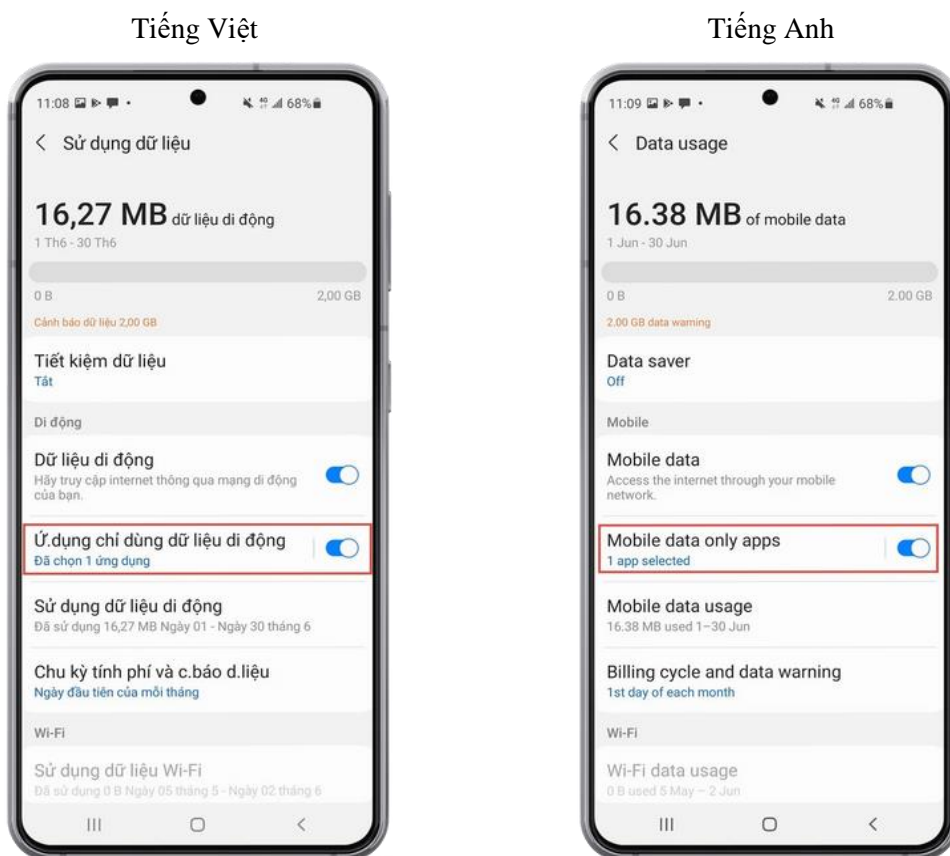 Tiếng Việt
11:08
68%
Sử dụng dữ liệu
16,27 MB dữ liệu di động
1 Th6 - 30 Th6
0 B
2,00 GB
Cảnh báo dữ liệu 2,00 GB
Tiết kiệm dữ liệu
Tắt
Di động
Dữ liệu di động
Hãy truy cập internet thông qua mạng di động
của bạn.
Ứ.dụng chỉ dùng dữ liệu di động
Đã chọn 1 ứng dụng
Sử dụng dữ liệu di động
Đã sử dụng 16,27 MB Ngày 01 - Ngày 30 tháng 6
Chu kỳ tính phí và c.báo d.liệu
Ngày đầu tiên của mỗi tháng
Wi-Fi
Sử dụng dữ liệu Wi-Fi
Đã sử dụng 0 B Ngày 05 tháng 5 - Ngày 02 tháng 6
Tiếng Anh
11:09
68%
Data usage
16.38 MB of mobile data
1 Jun - 30 Jun
0 B
2.00 GB
2.00 GB data warning
Data saver
Off
Mobile
Mobile data
Access the internet through your mobile
network.
Mobile data only apps
1 app selected
Mobile data usage
16.38 MB used 1–30 Jun
Billing cycle and data warning
1st day of each month
Wi-Fi
Wi-Fi data usage
0 B used 5 May – 2 Jun